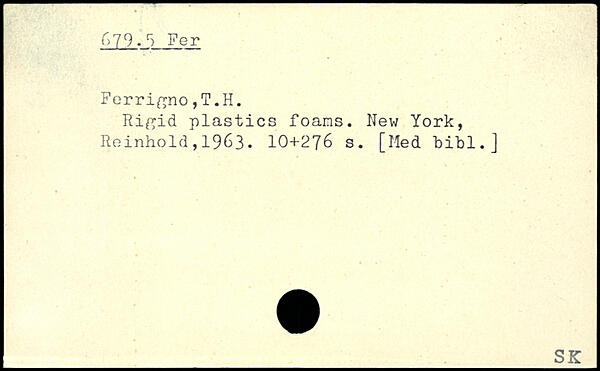 679.5 Fer
Ferrigno,T.H.
Rigid plastics foams. New York,
Reinhold,1963. 10+276 s. [Med bibl.]
SK